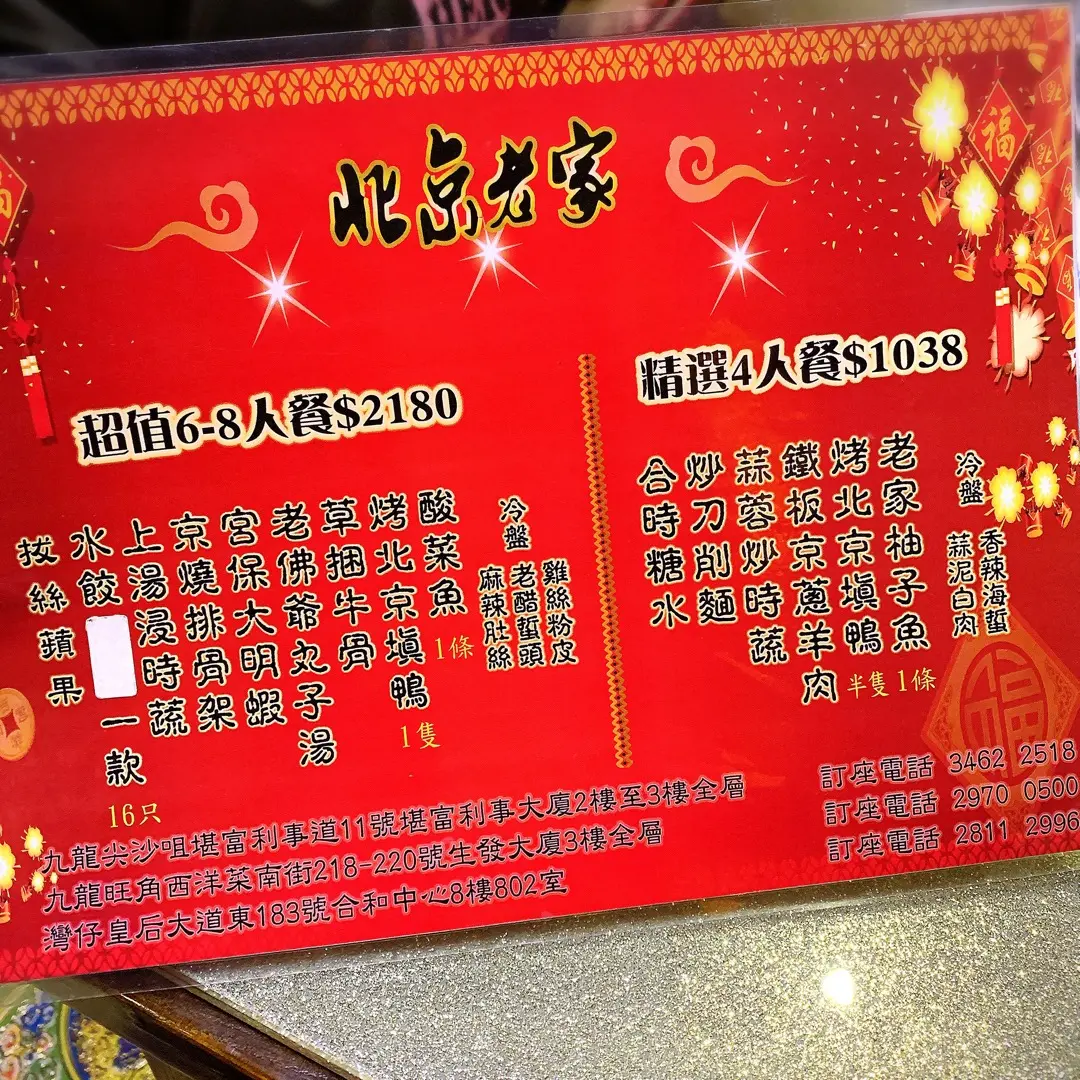 北京老家
精選4人餐$1038
冷盤
香辣海蜇
蒜泥白肉
老家柚子魚 1條
烤北京填鴨 半隻
鐵板京蔥羊肉
蒜蓉炒時蔬
炒刀削麵
合時糖水
超值6-8人餐$2180
冷盤
雞絲粉皮
老醋蜇頭
麻辣肚絲
酸菜魚 1條
烤北京填鴨 1隻
草捆牛骨
老佛爺丸子湯
宮保大明蝦
京燒排骨架
上湯浸時蔬
水餃 一款 16只
拔絲蘋果
九龍尖沙咀堪富利事道11號堪富利事大廈2樓至3樓全層
訂座電話 3462 2518
九龍旺角西洋菜南街218-220號生發大廈3樓全層
訂座電話 2970 0500
灣仔皇后大道東183號合和中心8樓802室
訂座電話 2811 2996
福
福
福